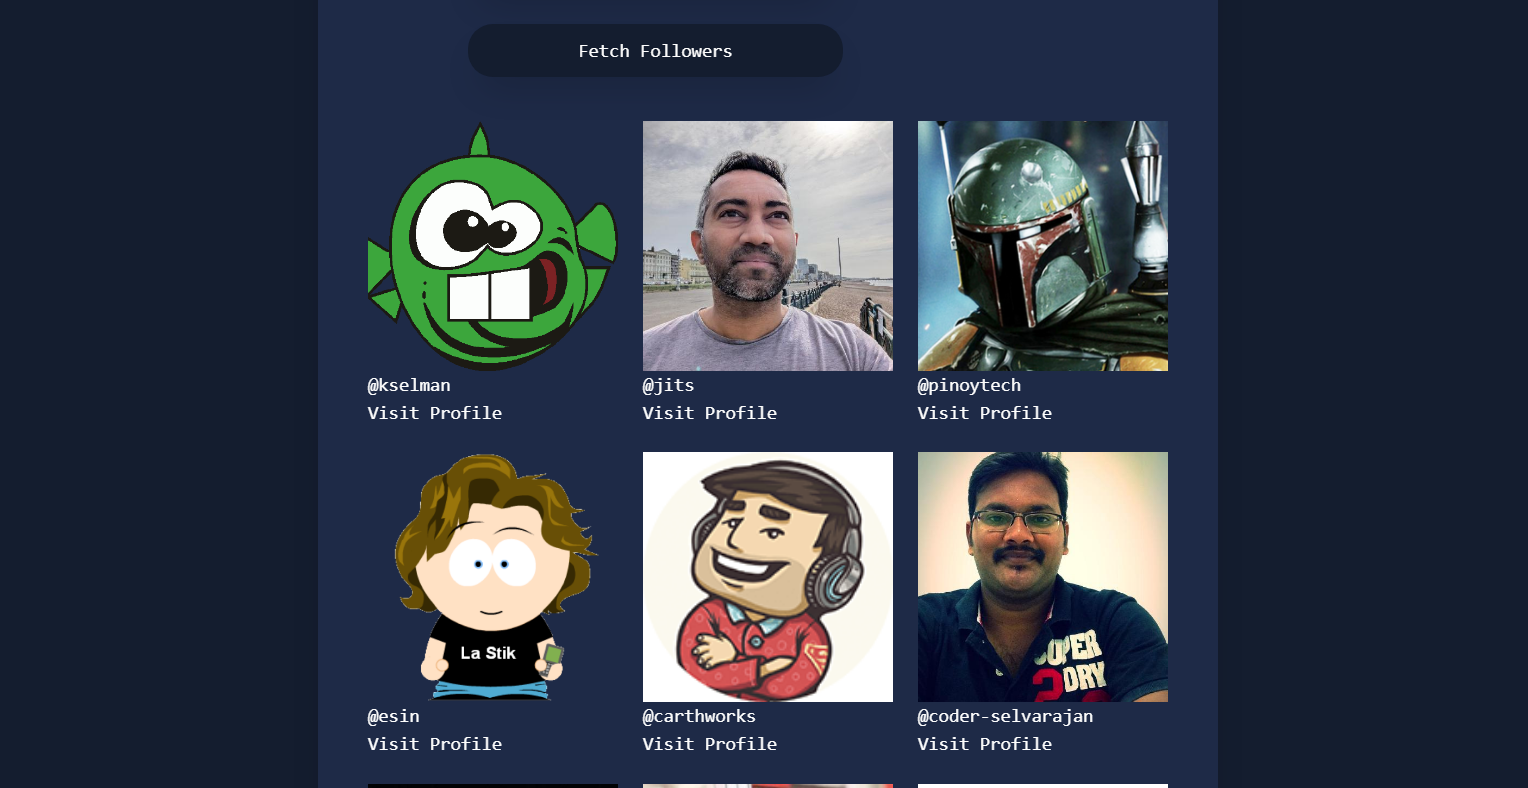 Fetch Followers
@kselman
@jits
@pinoytech
Visit Profile
Visit Profile
Visit Profile
La Stik
SUPER
DRY
@esin
@carthworks
@coder-selvarajan
Visit Profile
Visit Profile
Visit Profile